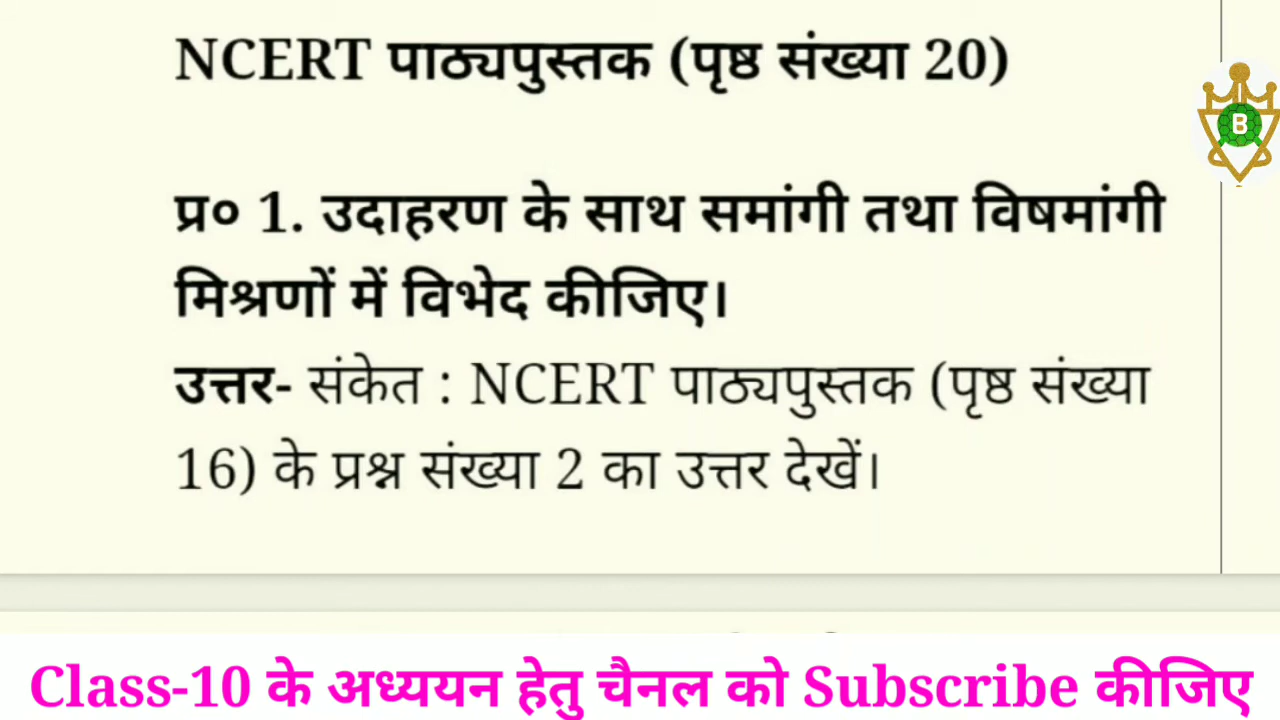 NCERT पाठ्यपुस्तक (पृष्ठ संख्या 20)
B
प्र० 1. उदाहरण के साथ समांगी तथा विषमांगी
मिश्रणों में विभेद कीजिए।
उत्तर- संकेत : NCERT पाठ्यपुस्तक (पृष्ठ संख्या
16) के प्रश्न संख्या 2 का उत्तर देखें।
Class-10 के अध्ययन हेतु चैनल को Subscribe कीजिए